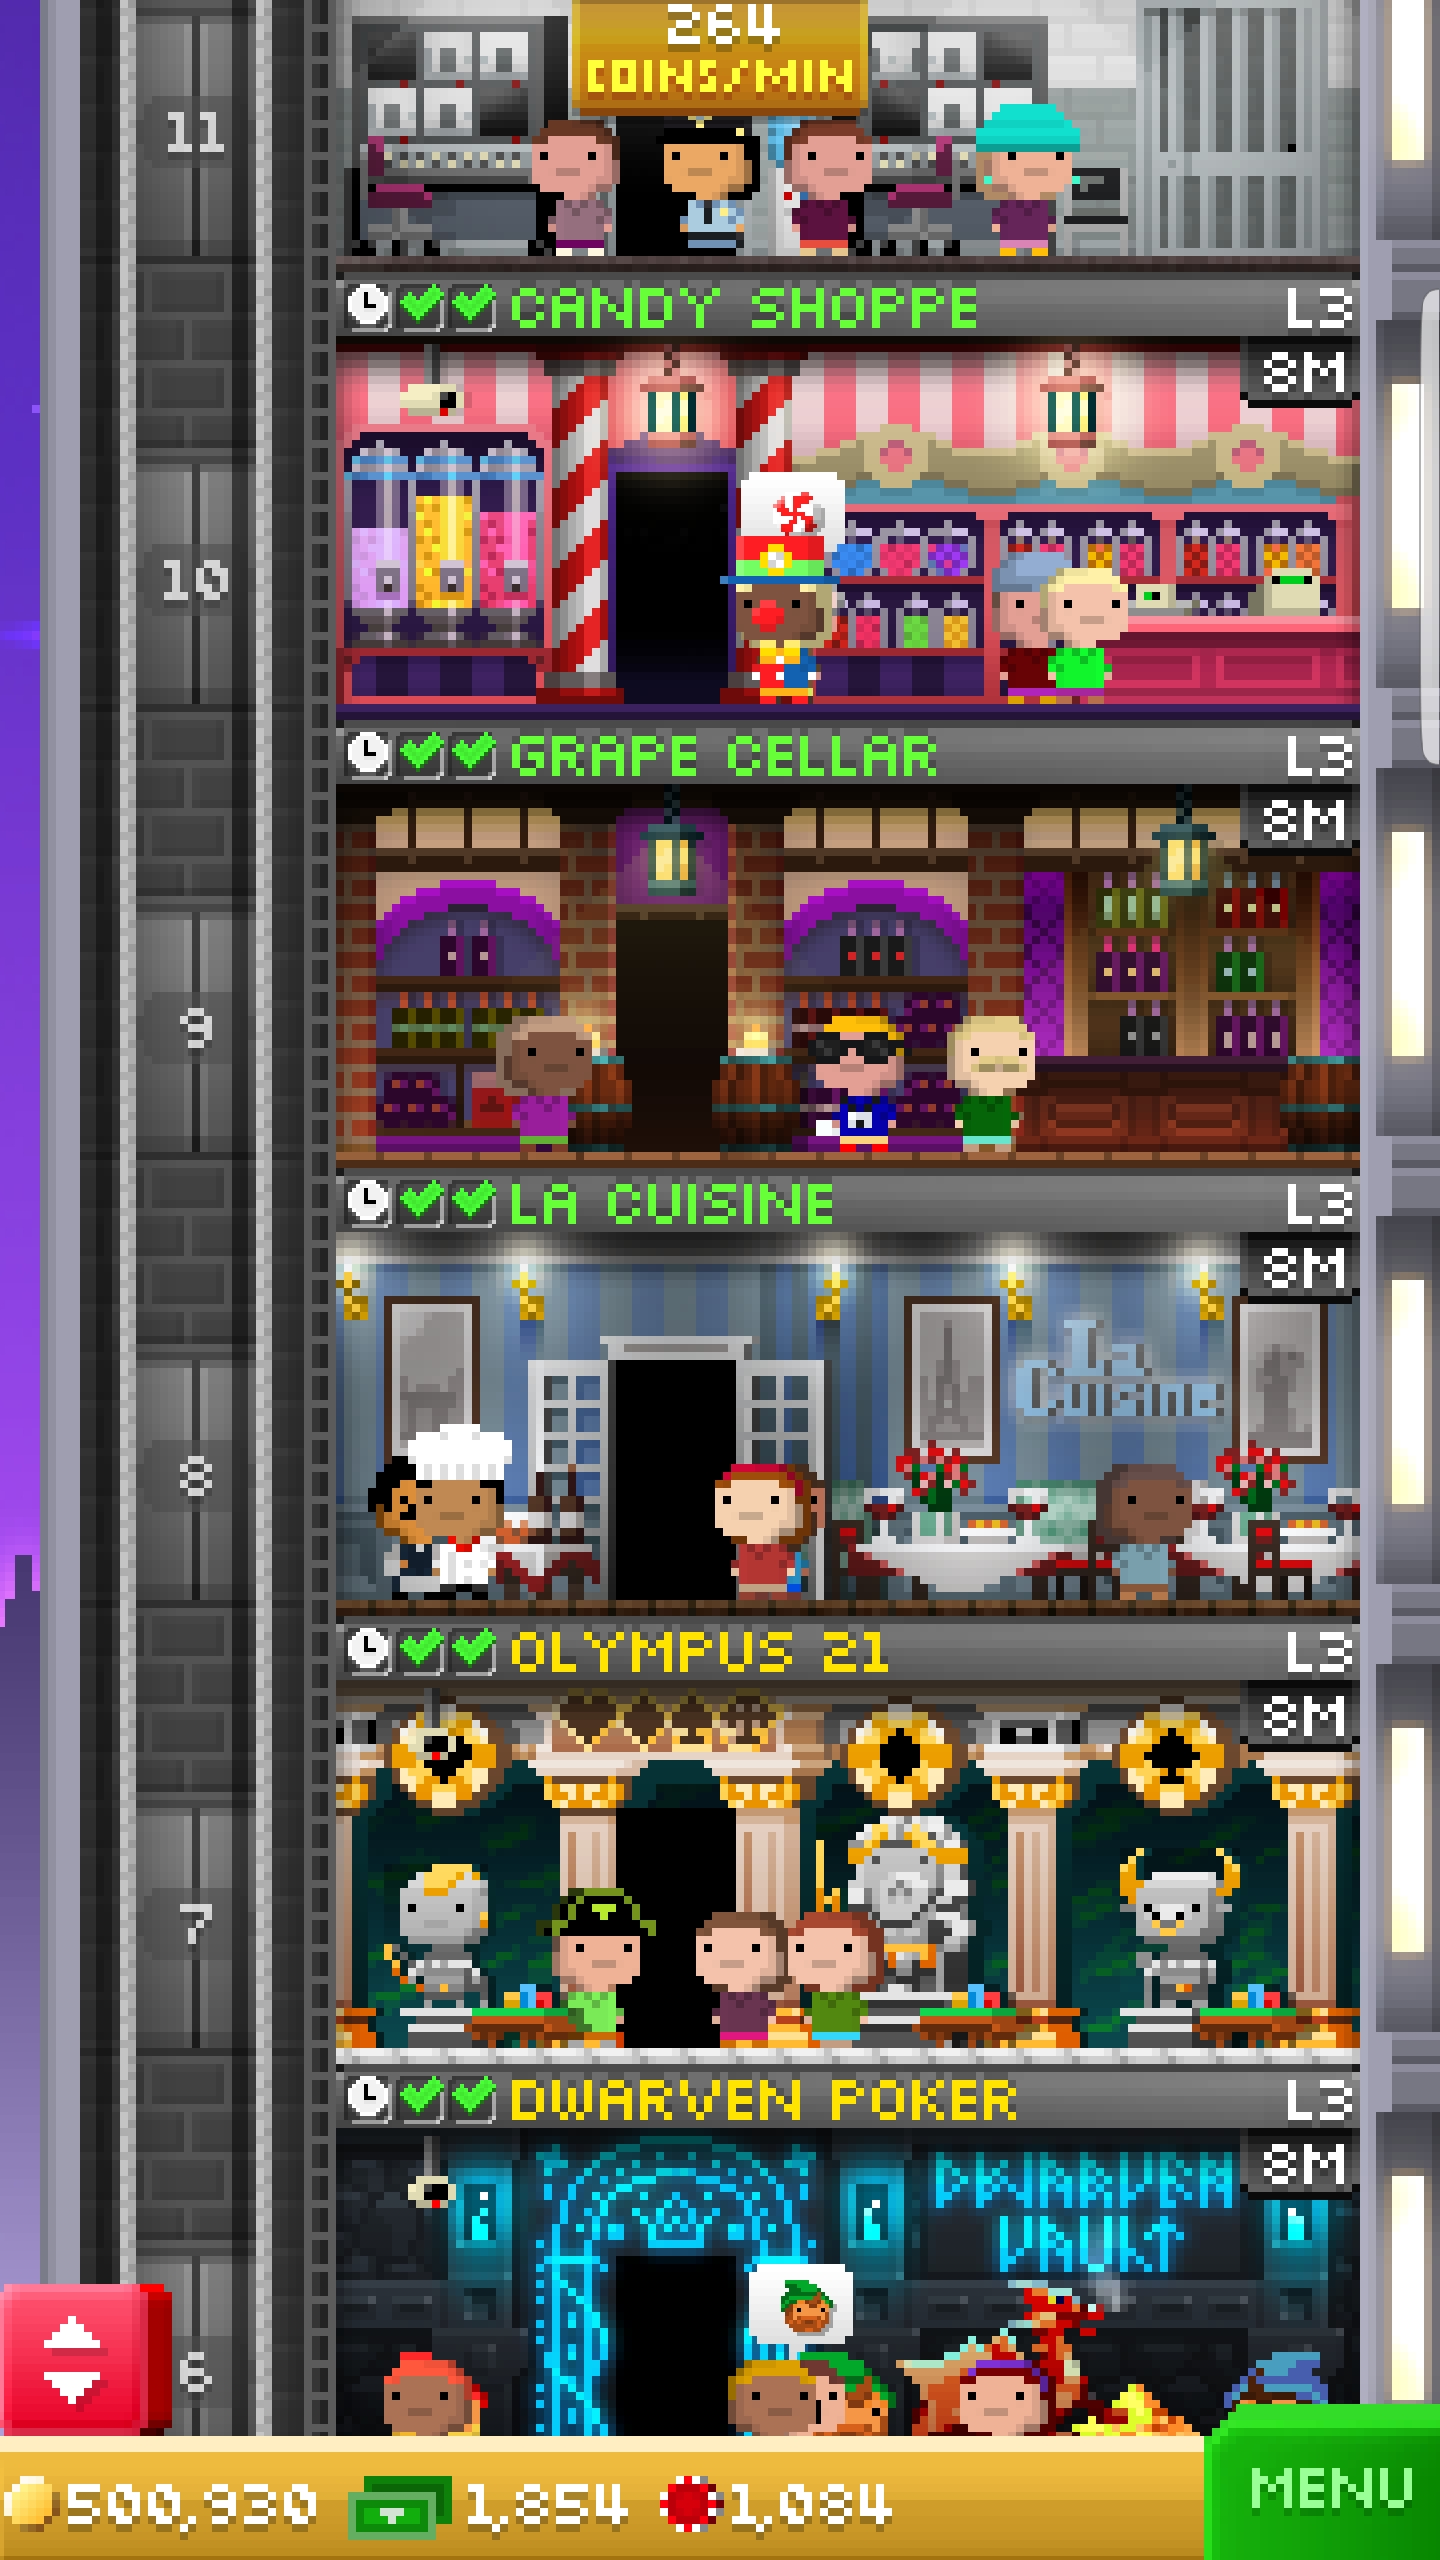 264
COINS/MIN
11
CANDY SHOPPE L3
8M
10
GRAPE CELLAR L3
8M
9
LA CUISINE L3
8M
La
Cuisine
8
OLYMPUS 21 L3
8M
7
DWARVEN POKER L3
8M
DWARVEN
VAULT
6
500,930 1,854 1,084
MENU